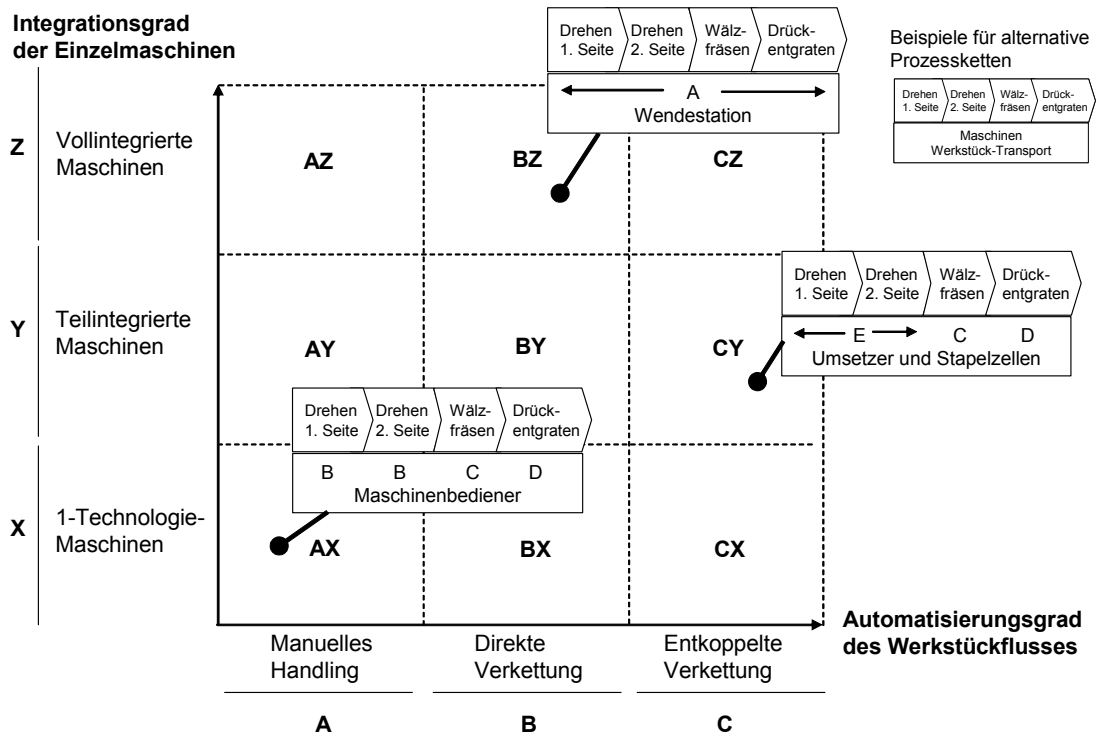 Integrationsgrad
der Einzelmaschinen
Drehen
1. Seite
Drehen
2. Seite
Wälz-
fräsen
Drück-
entgraten
A
Wendestation
Beispiele für alternative
Prozessketten
Drehen
1. Seite
Drehen
2. Seite
Wälz-
fräsen
Drück-
entgraten
Maschinen
Werkstück-Transport
Z
Vollintegrierte
Maschinen
AZ
BZ
CZ
Drehen
1. Seite
Drehen
2. Seite
Wälz-
fräsen
Drück-
entgraten
E C D
Umsetzer und Stapelzellen
Y
Teilintegrierte
Maschinen
AY
BY
CY
Drehen
1. Seite
Drehen
2. Seite
Wälz-
fräsen
Drück-
entgraten
B B C D
Maschinenbediener
X
1-Technologie-
Maschinen
AX
BX
CX
Automatisierungsgrad
des Werkstückflusses
Manuelles
Handling
Direkte
Verkettung
Entkoppelte
Verkettung
A
B
C